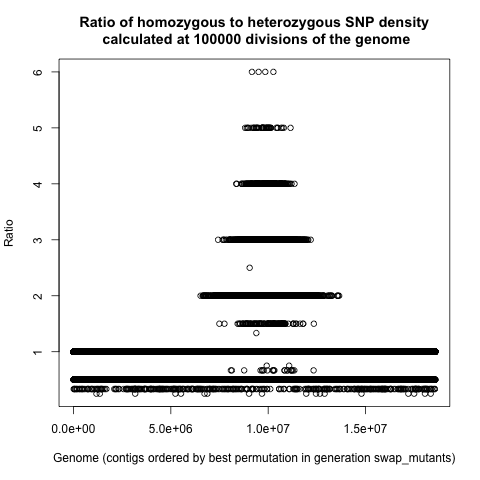 Ratio of homozygous to heterozygous SNP density
calculated at 100000 divisions of the genome
6
5
4
3
2
1
Ratio
0.0e+00 5.0e+06 1.0e+07 1.5e+07
Genome (contigs ordered by best permutation in generation swap_mutants)